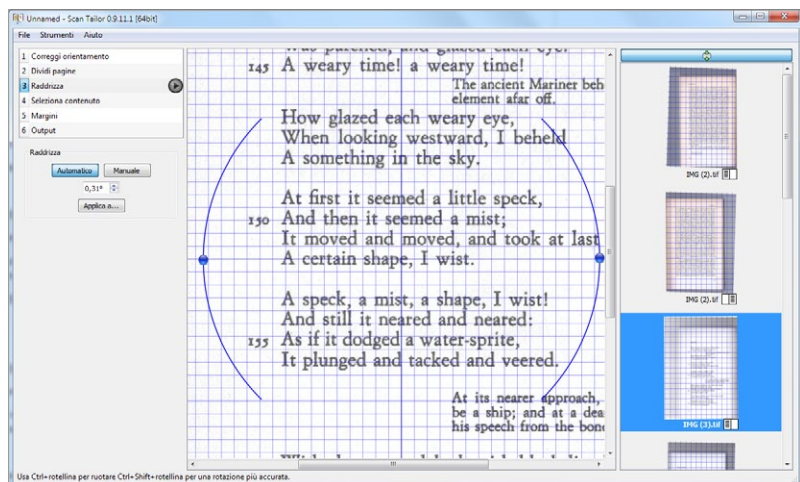 Unnamed - Scan Tailor 0.9.11.1 [64bit]
File Strumenti Aiuto
1 Correggi orientamento
2 Dividi pagine
3 Raddrizza
4 Seleziona contenuto
5 Margini
6 Output
Raddrizza
Automatico Manuale
0,31°
Applica a...
was parched, and glazed each eye.
145 A weary time! a weary time!
The ancient Mariner beh
element afar off.
How glazed each weary eye,
When looking westward, I beheld
A something in the sky.
At first it seemed a little speck,
150 And then it seemed a mist;
It moved and moved, and took at last
A certain shape, I wist.
A speck, a mist, a shape, I wist!
And still it neared and neared:
155 As if it dodged a water-sprite,
It plunged and tacked and veered.
At its nearer approach,
be a ship; and at a dea
his speech from the bon
IMG (2).tif
IMG (2).tif
IMG (3).tif
Usa Ctrl+rotellina per ruotare Ctrl+Shift+rotellina per una rotazione più accurata.